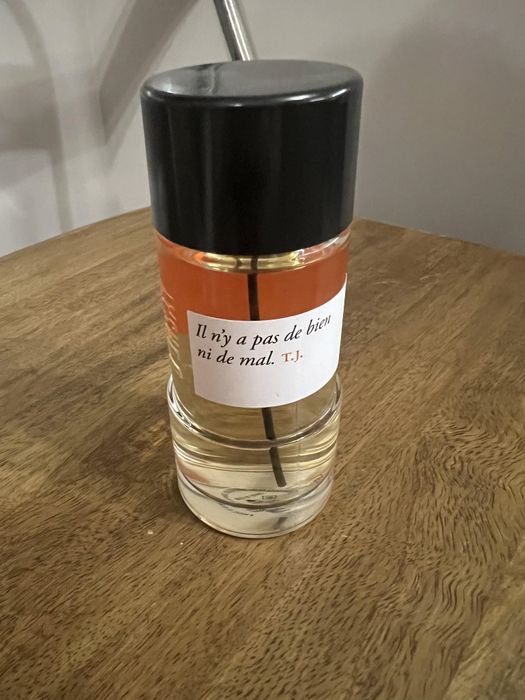 Il n'y a pas de bien
ni de mal. T.J.